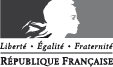 Liberté • Égalité • Fraternité
RÉPUBLIQUE FRANÇAISE